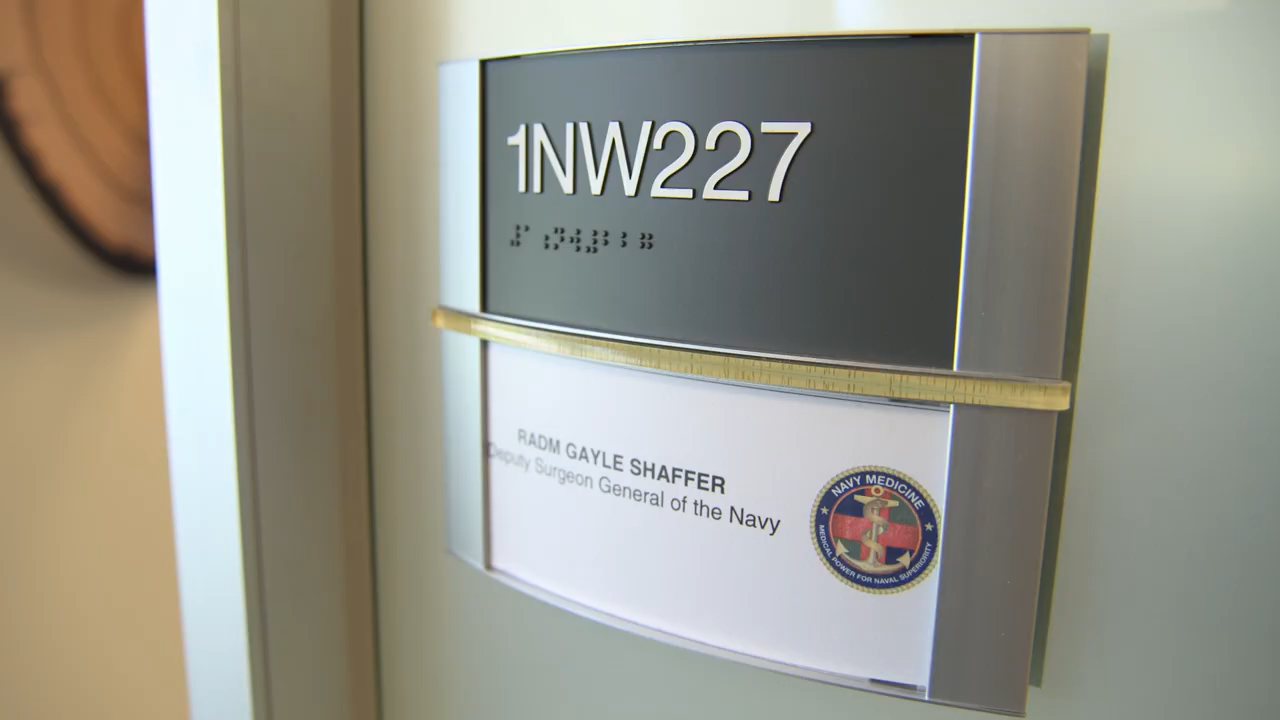 1NW227
RADM GAYLE SHAFFER
Deputy Surgeon General of the Navy
NAVY MEDICINE
MEDICAL POWER FOR NAVAL SUPERIORITY